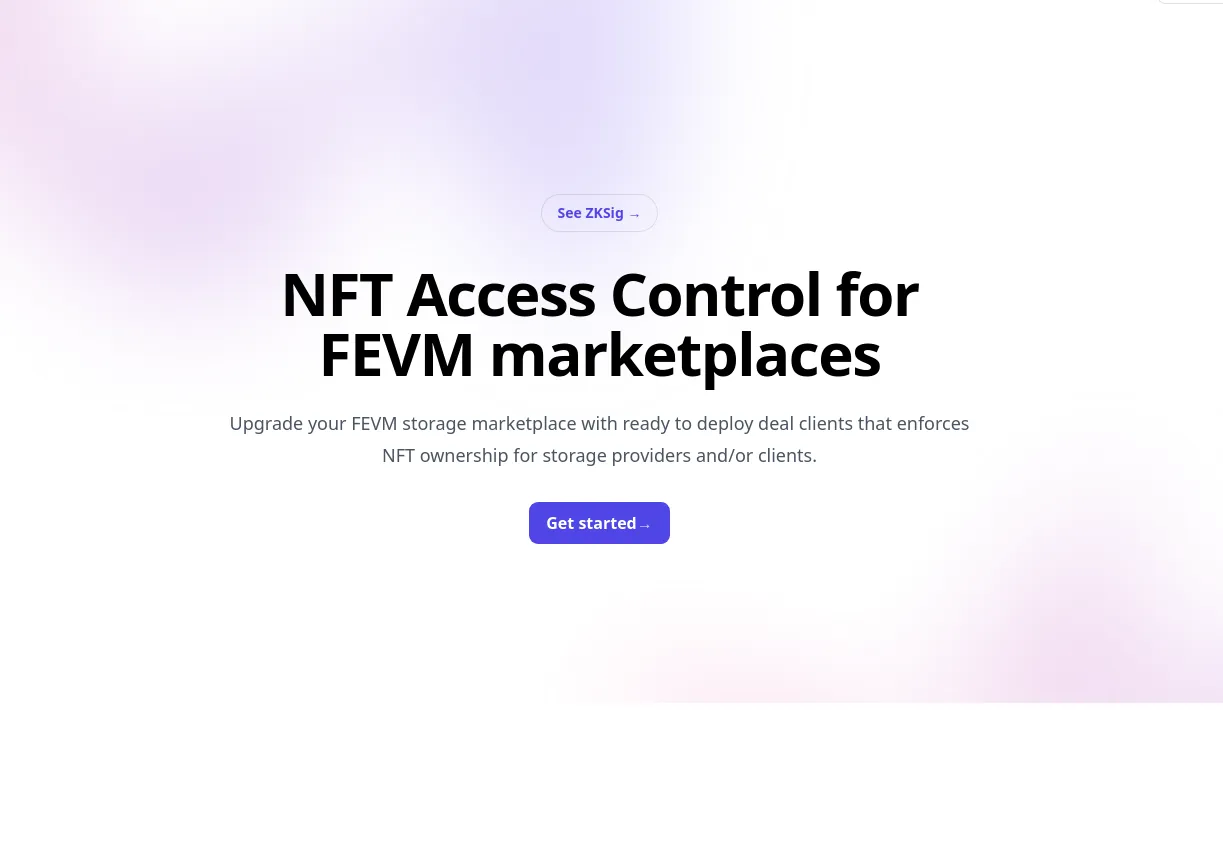 See ZKSig →
NFT Access Control for
FEVM marketplaces
Upgrade your FEVM storage marketplace with ready to deploy deal clients that enforces
NFT ownership for storage providers and/or clients.
Get started→